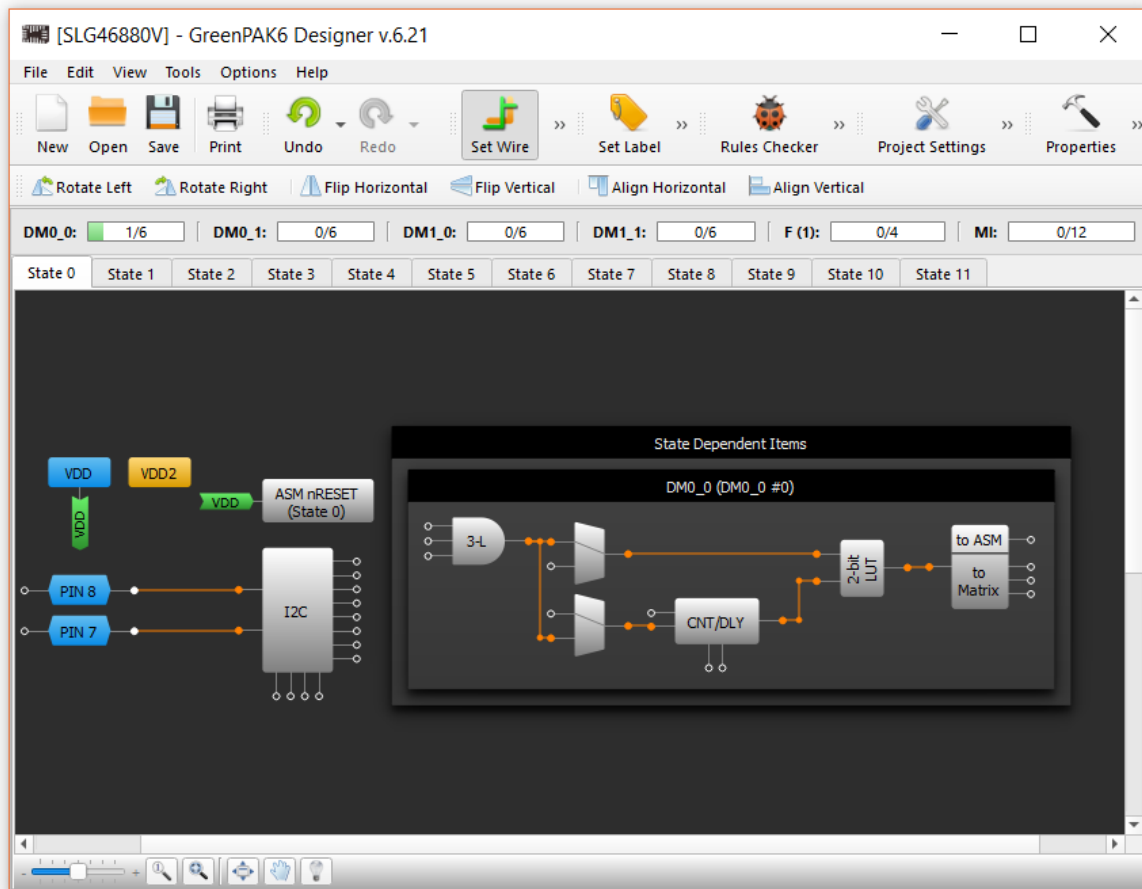 [SLG46880V] - GreenPAK6 Designer v.6.21
File Edit View Tools Options Help
New Open Save Print Undo Redo Set Wire Set Label Rules Checker Project Settings Properties
Rotate Left Rotate Right Flip Horizontal Flip Vertical Align Horizontal Align Vertical
DM0_0: 1/6 DM0_1: 0/6 DM1_0: 0/6 DM1_1: 0/6 F (1): 0/4 MI: 0/12
State 0 State 1 State 2 State 3 State 4 State 5 State 6 State 7 State 8 State 9 State 10 State 11
State Dependent Items
VDD
VDD2
VDD
VDD
ASM nRESET
(State 0)
DM0_0 (DM0_0 #0)
3-L
2-bit
LUT
to ASM
to
Matrix
CNT/DLY
PIN 8
PIN 7
I2C
- + 1